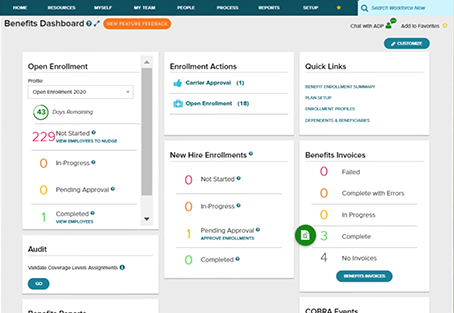 HOME RESOURCES MYSELF MY TEAM PEOPLE PROCESS REPORTS SETUP Search Workforce Now
Benefits Dashboard ? NEW FEATURE FEEDBACK Chat with ADP Add to Favorites
CUSTOMIZE
Open Enrollment
Profile
Open Enrollment 2020
43 Days Remaining
229 Not Started ?
VIEW EMPLOYEES TO NUDGE
0 In-Progress ?
0 Pending Approval ?
1 Completed ?
VIEW EMPLOYEES
Audit
Validate Coverage Levels Assignments
GO
Benefits Reports
Enrollment Actions
Carrier Approval (1)
Open Enrollment (18)
New Hire Enrollments ?
0 Not Started ?
0 In-Progress ?
1 Pending Approval ?
APPROVE ENROLLMENTS
0 Completed ?
Quick Links
BENEFIT ENROLLMENT SUMMARY
PLAN SETUP
ENROLLMENT PROFILES
DEPENDENTS & BENEFICIARIES
Benefits Invoices
0 Failed
0 Complete with Errors
0 In Progress
3 Complete
4 No Invoices
BENEFITS INVOICES
COBRA Events